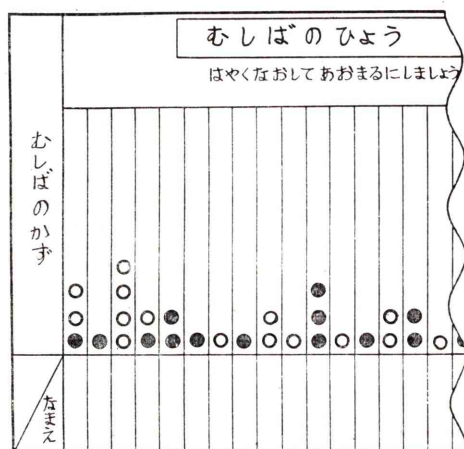 むしばのひょう
はやくなおしてあおまるにしましょう
むしばのかず
なまえ